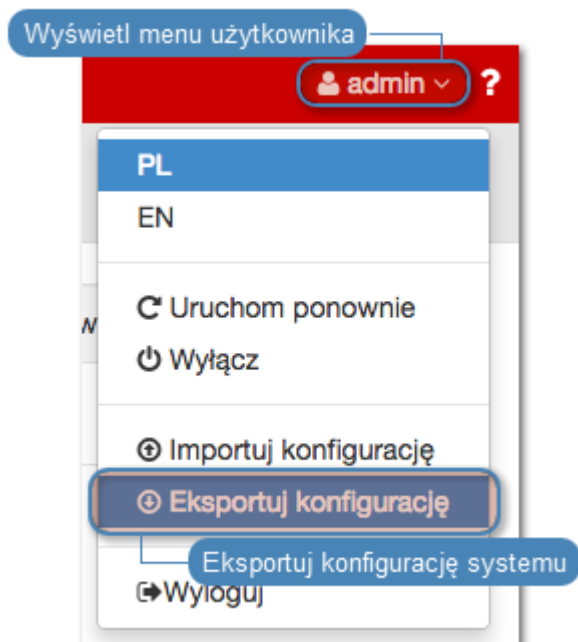 Wyświetl menu użytkownika
admin ?
PL
EN
W
Uruchom ponownie
Wyłącz
Importuj konfigurację
Eksportuj konfigurację
Eksportuj konfigurację systemu
Wyloguj